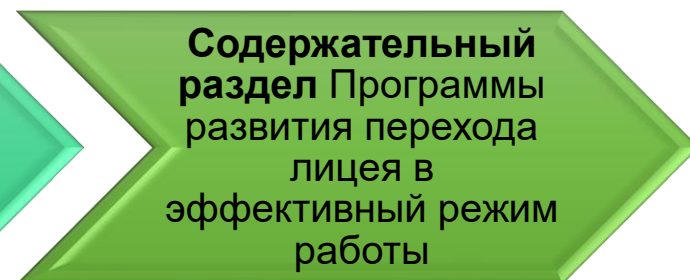 Содержательный
раздел Программы
развития перехода
лицея в
эффективный режим
работы